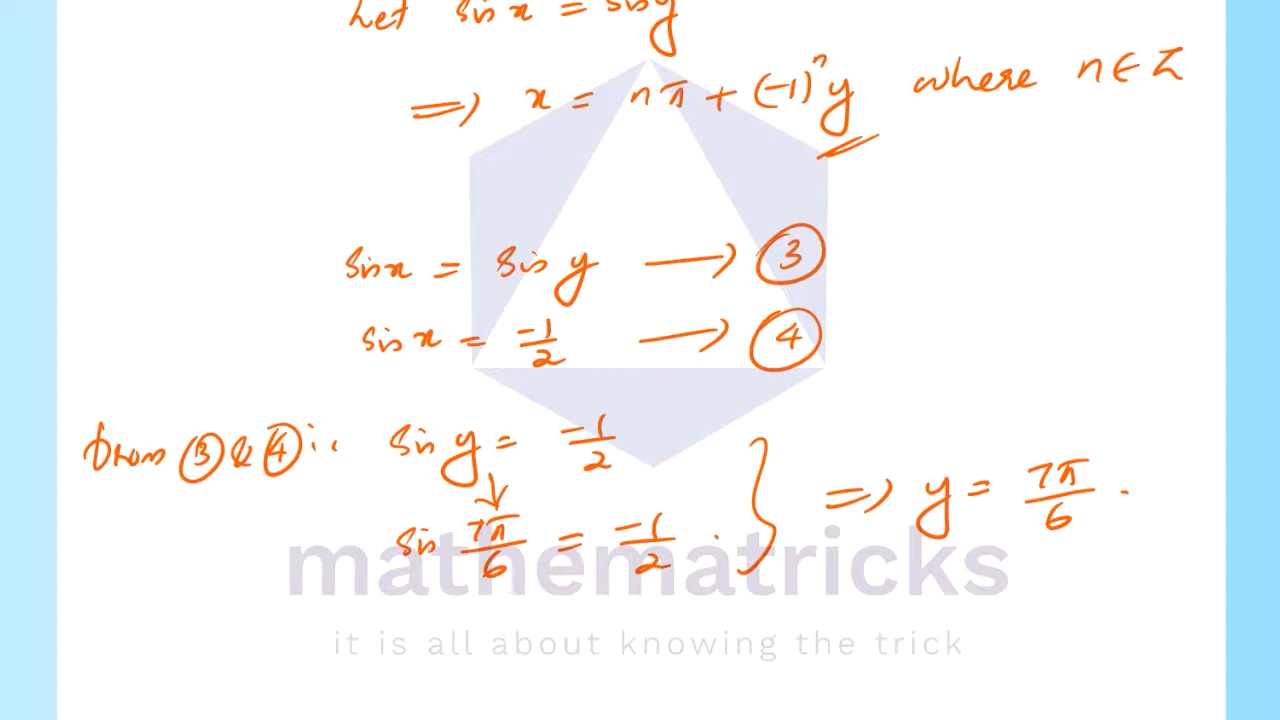 Let sin x = sin y
⟹ x = nπ + (-1)ⁿ y where n ∈ Z
sin x = sin y ⟶ ③
sin x = -1/2 ⟶ ④
from ③ & ④ :. sin y = -1/2
sin 7π/6 = -1/2 . } ⟹ y = 7π/6 .
mathematricks
it is all about knowing the trick